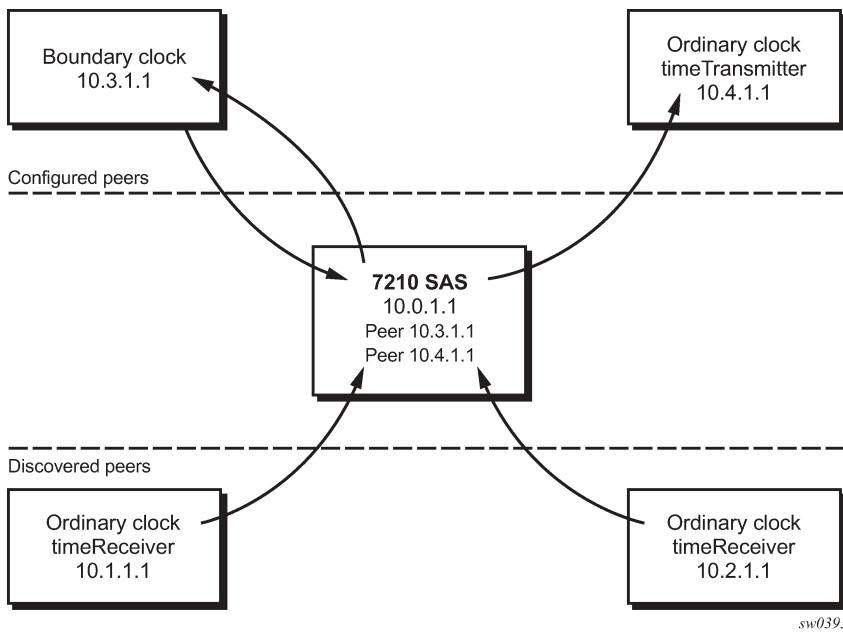 Boundary clock
10.3.1.1
Ordinary clock
timeTransmitter
10.4.1.1
Configured peers
7210 SAS
10.0.1.1
Peer 10.3.1.1
Peer 10.4.1.1
Discovered peers
Ordinary clock
timeReceiver
10.1.1.1
Ordinary clock
timeReceiver
10.2.1.1